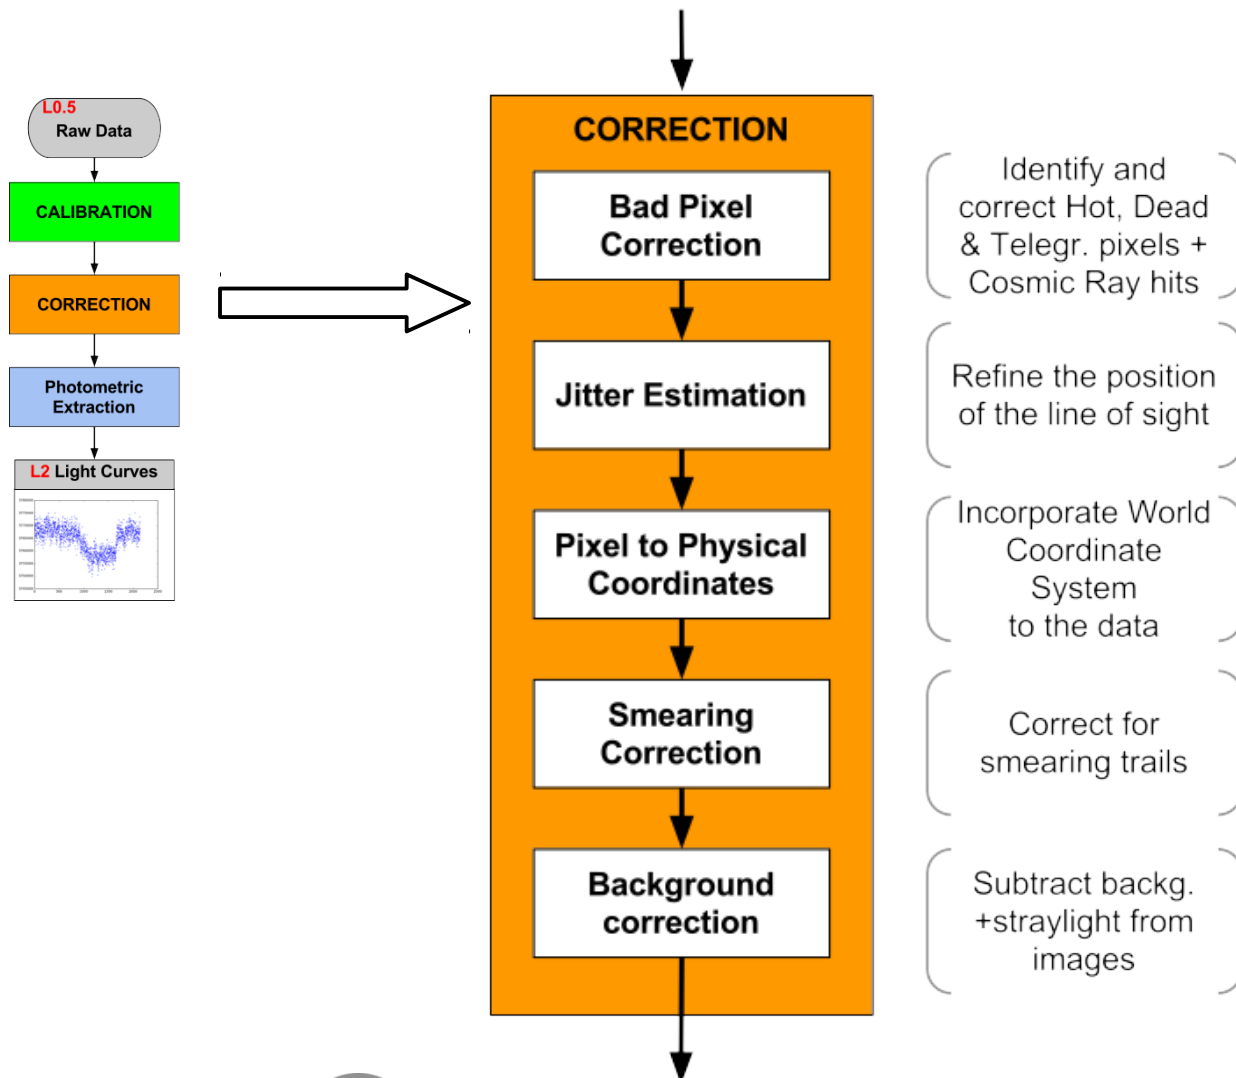 L0.5
Raw Data
CALIBRATION
CORRECTION
Photometric
Extraction
L2 Light Curves
CORRECTION
Bad Pixel
Correction
Identify and
correct Hot, Dead
& Telegr. pixels +
Cosmic Ray hits
Jitter Estimation
Refine the position
of the line of sight
Pixel to Physical
Coordinates
Incorporate World
Coordinate
System
to the data
Smearing
Correction
Correct for
smearing trails
Background
correction
Subtract backg.
+straylight from
images